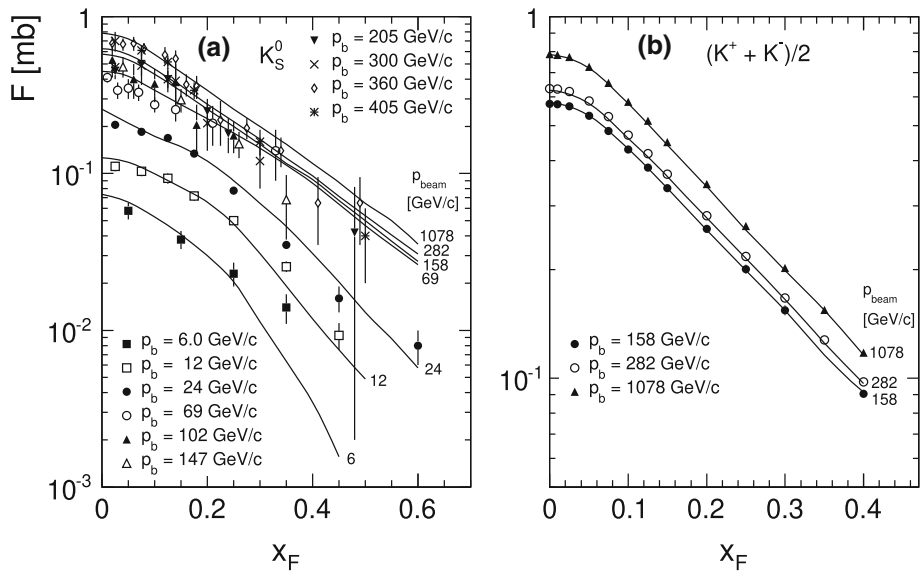 F [mb]
1
10⁻¹
10⁻²
10⁻³
(a) K⁰_S
p_b = 205 GeV/c
p_b = 300 GeV/c
p_b = 360 GeV/c
p_b = 405 GeV/c
p_beam
[GeV/c]
1078
282
158
69
24
12
6
p_b = 6.0 GeV/c
p_b = 12 GeV/c
p_b = 24 GeV/c
p_b = 69 GeV/c
p_b = 102 GeV/c
p_b = 147 GeV/c
0 0.2 0.4 0.6
x_F
1
10⁻¹
(b) (K⁺ + K⁻)/2
p_beam
[GeV/c]
1078
282
158
p_b = 158 GeV/c
p_b = 282 GeV/c
p_b = 1078 GeV/c
0 0.1 0.2 0.3 0.4
x_F